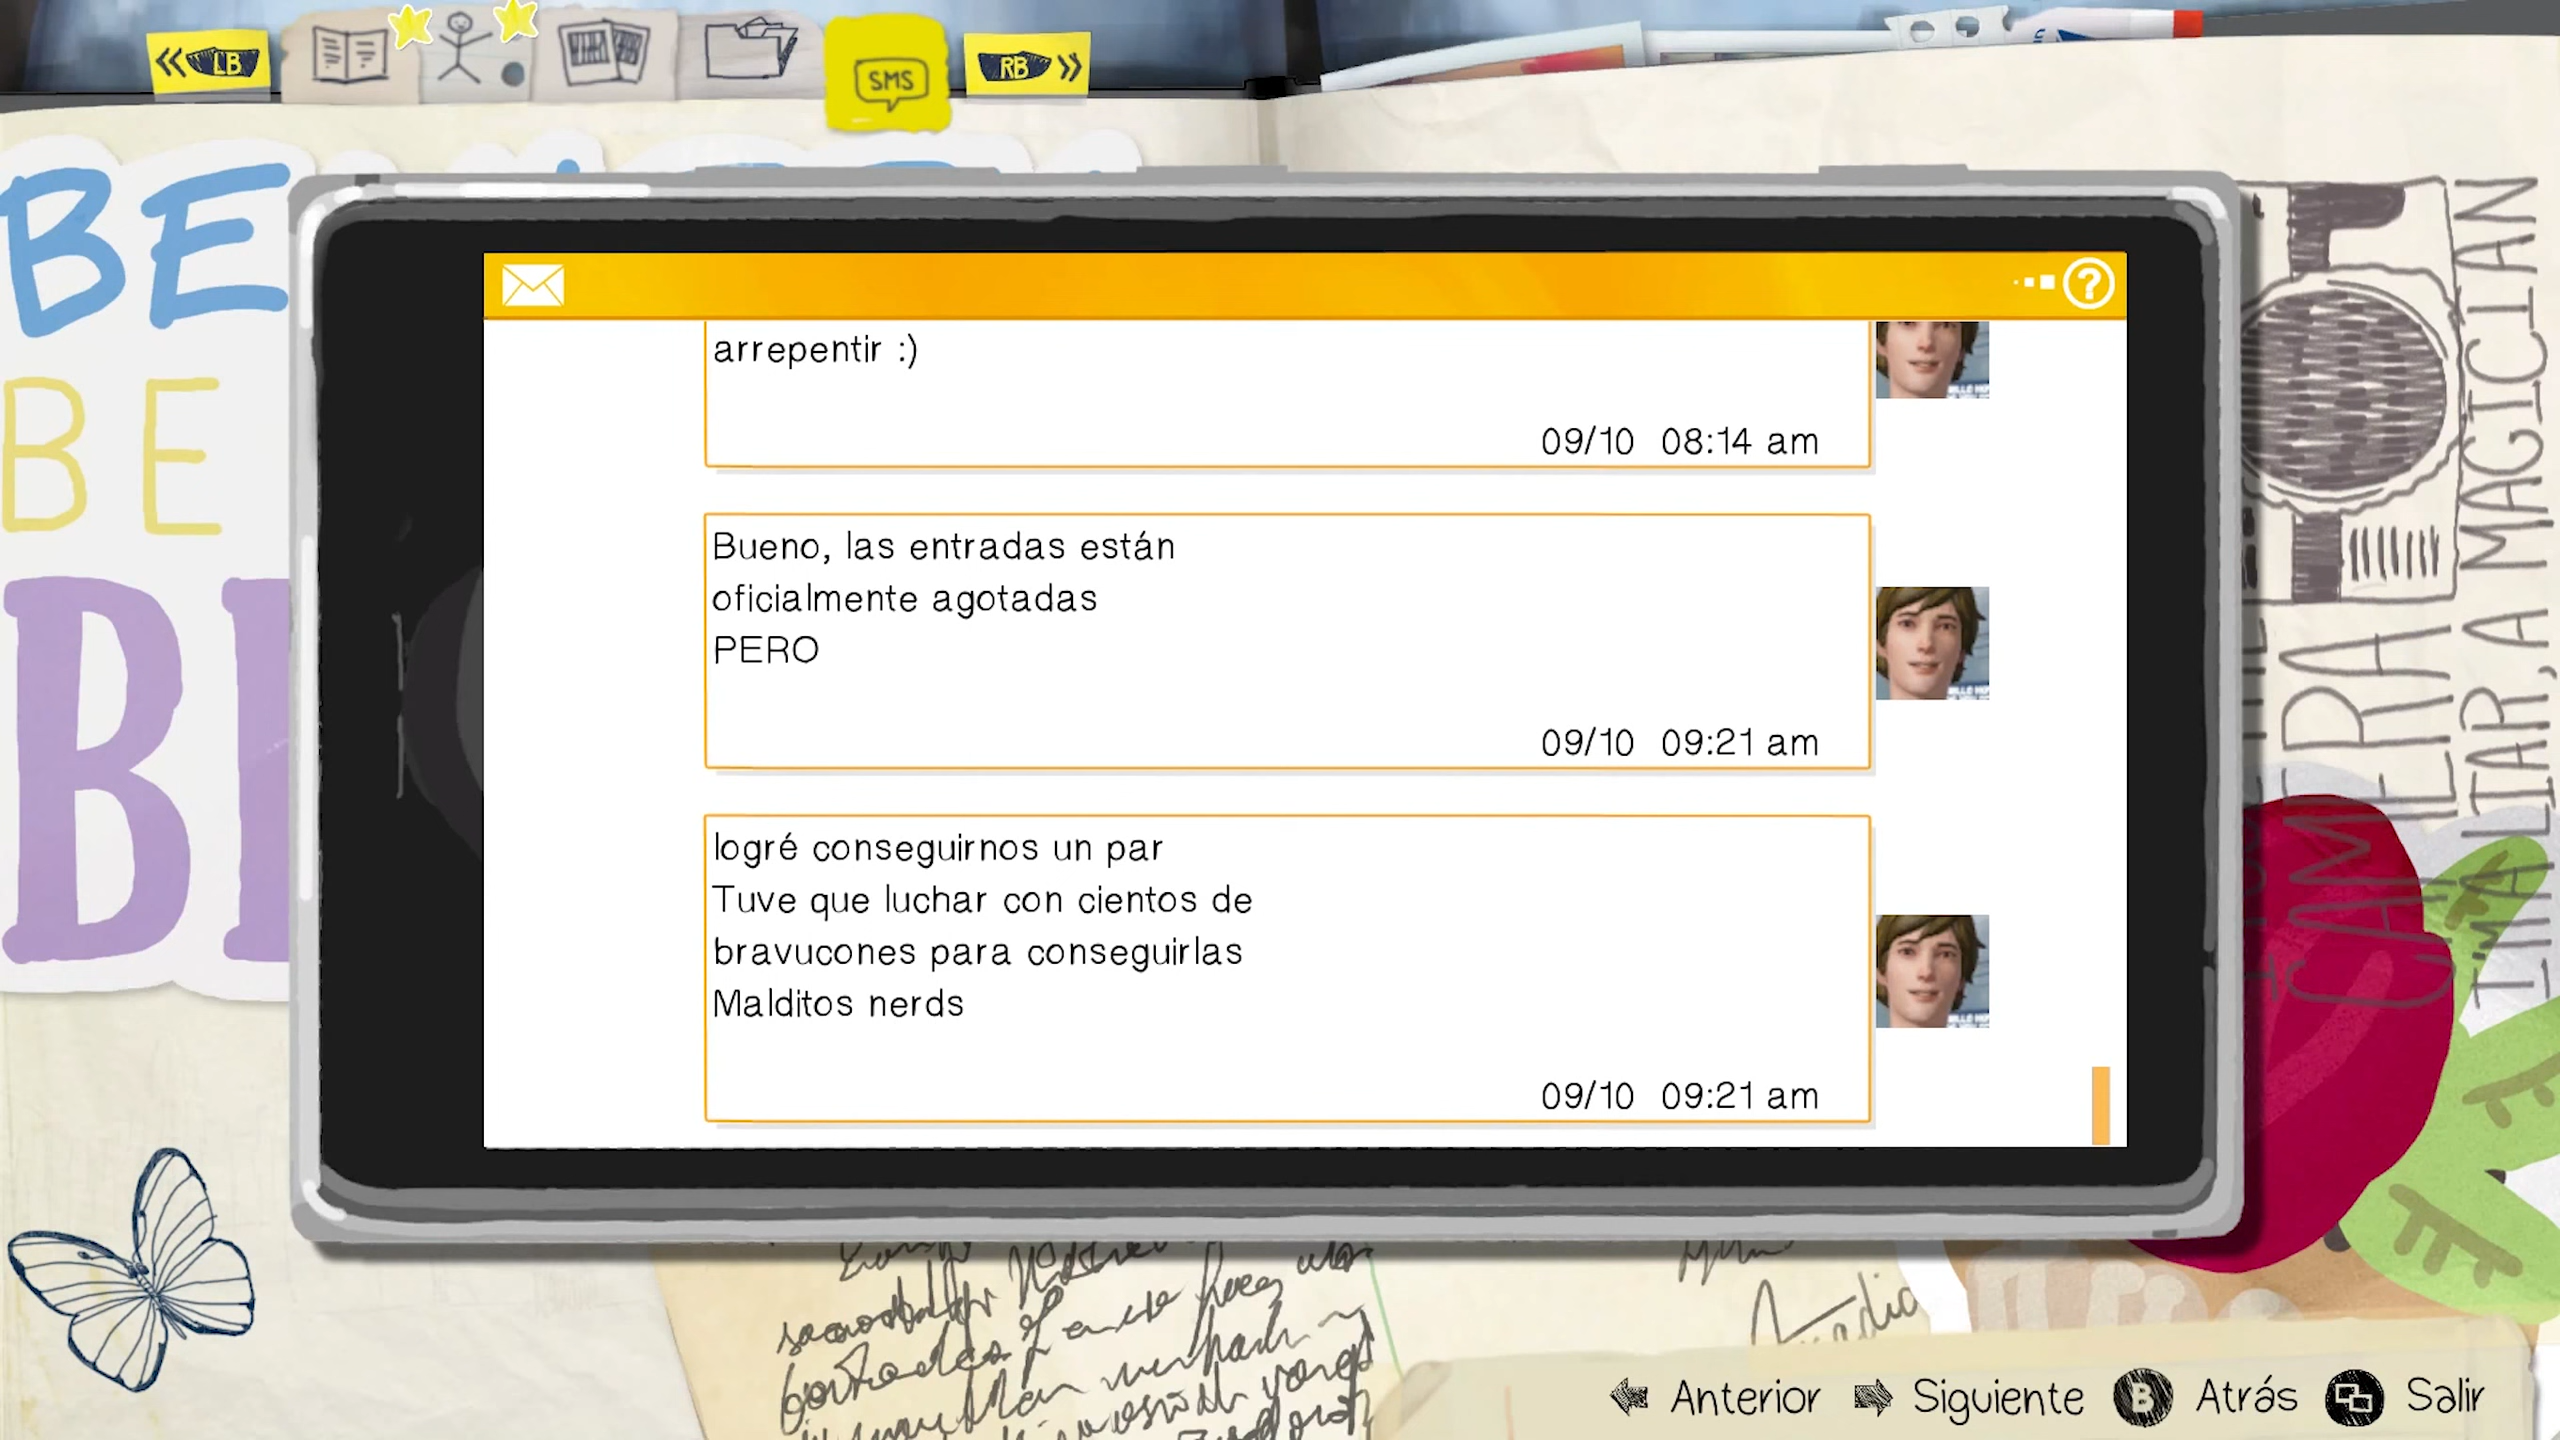 LB
SMS
RB
BE
BE
arrepentir :)
09/10 08:14 am
Bueno, las entradas están
oficialmente agotadas
PERO
09/10 09:21 am
logré conseguirnos un par
Tuve que luchar con cientos de
bravucones para conseguirlas
Malditos nerds
09/10 09:21 am
CAMERA
A MAGICIAN
Anterior
Siguiente
B Atrás
Salir